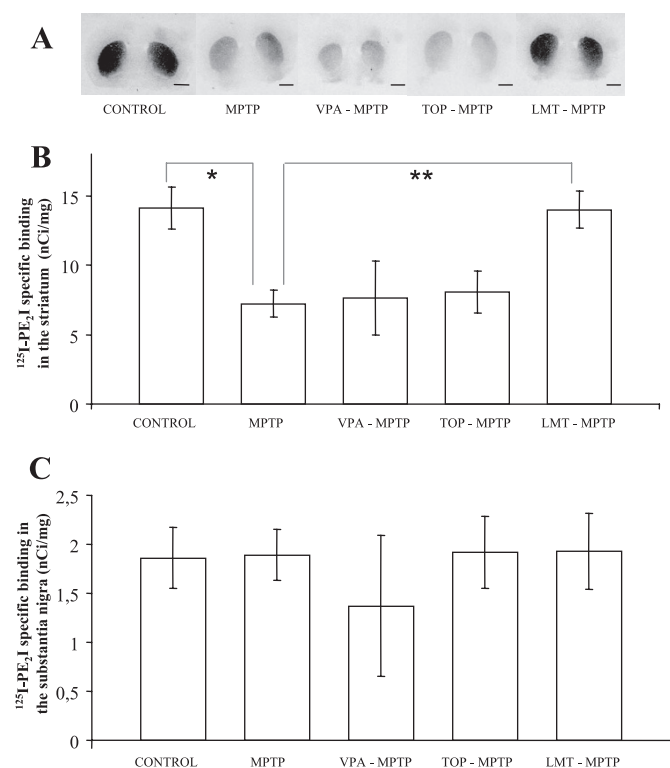 A
CONTROL MPTP VPA - MPTP TOP - MPTP LMT - MPTP
B
¹²⁵I-PE₂I specific binding
in the striatum (nCi/mg)
15
10
5
0
* **
CONTROL MPTP VPA - MPTP TOP - MPTP LMT - MPTP
C
¹²⁵I-PE₂I specific binding in
the substantia nigra (nCi/mg)
2,5
2
1,5
1
0,5
0
CONTROL MPTP VPA - MPTP TOP - MPTP LMT - MPTP